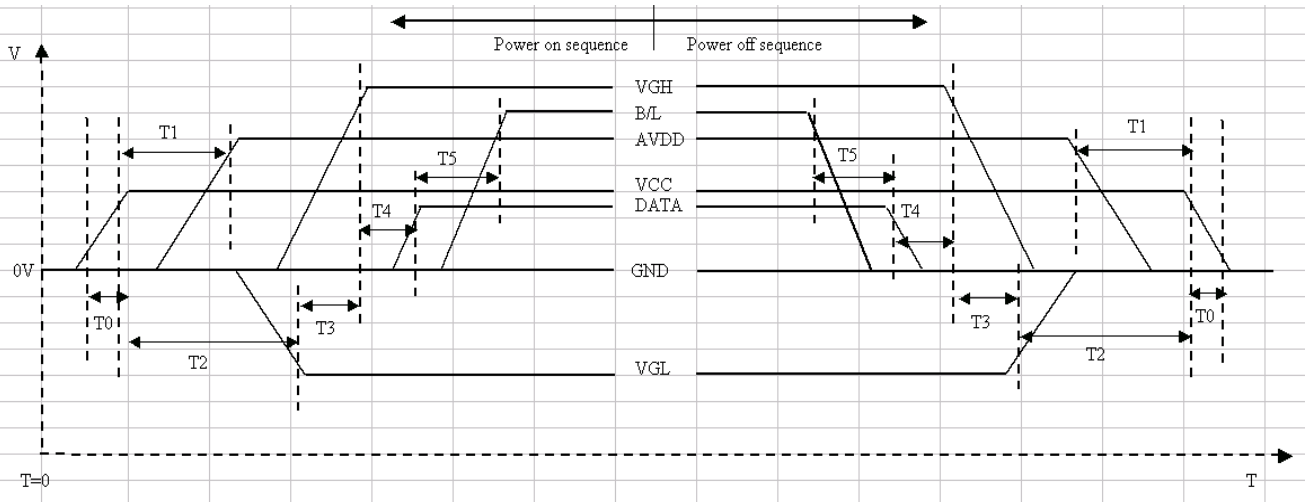 Power on sequence
Power off sequence
V
VGH
B/L
AVDD
T1
T1
T5
T5
VCC
DATA
T4
T4
0V
GND
T0
T3
T2
T3
T0
T2
VGL
T=0
T